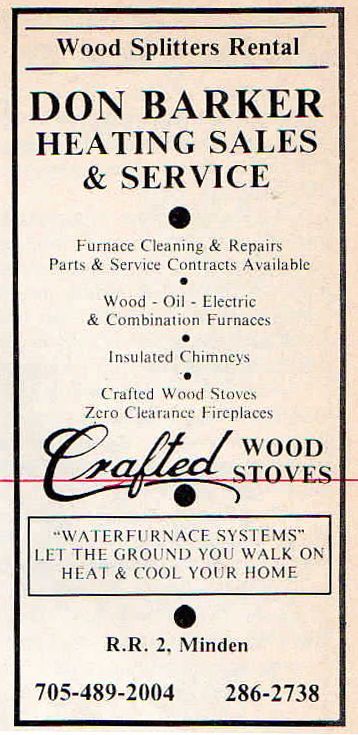 Wood Splitters Rental
DON BARKER
HEATING SALES
& SERVICE
Furnace Cleaning & Repairs
Parts & Service Contracts Available
Wood - Oil - Electric
& Combination Furnaces
Insulated Chimneys
Crafted Wood Stoves
Zero Clearance Fireplaces
Crafted WOOD STOVES
"WATERFURNACE SYSTEMS"
LET THE GROUND YOU WALK ON
HEAT & COOL YOUR HOME
R.R. 2, Minden
705-489-2004 286-2738